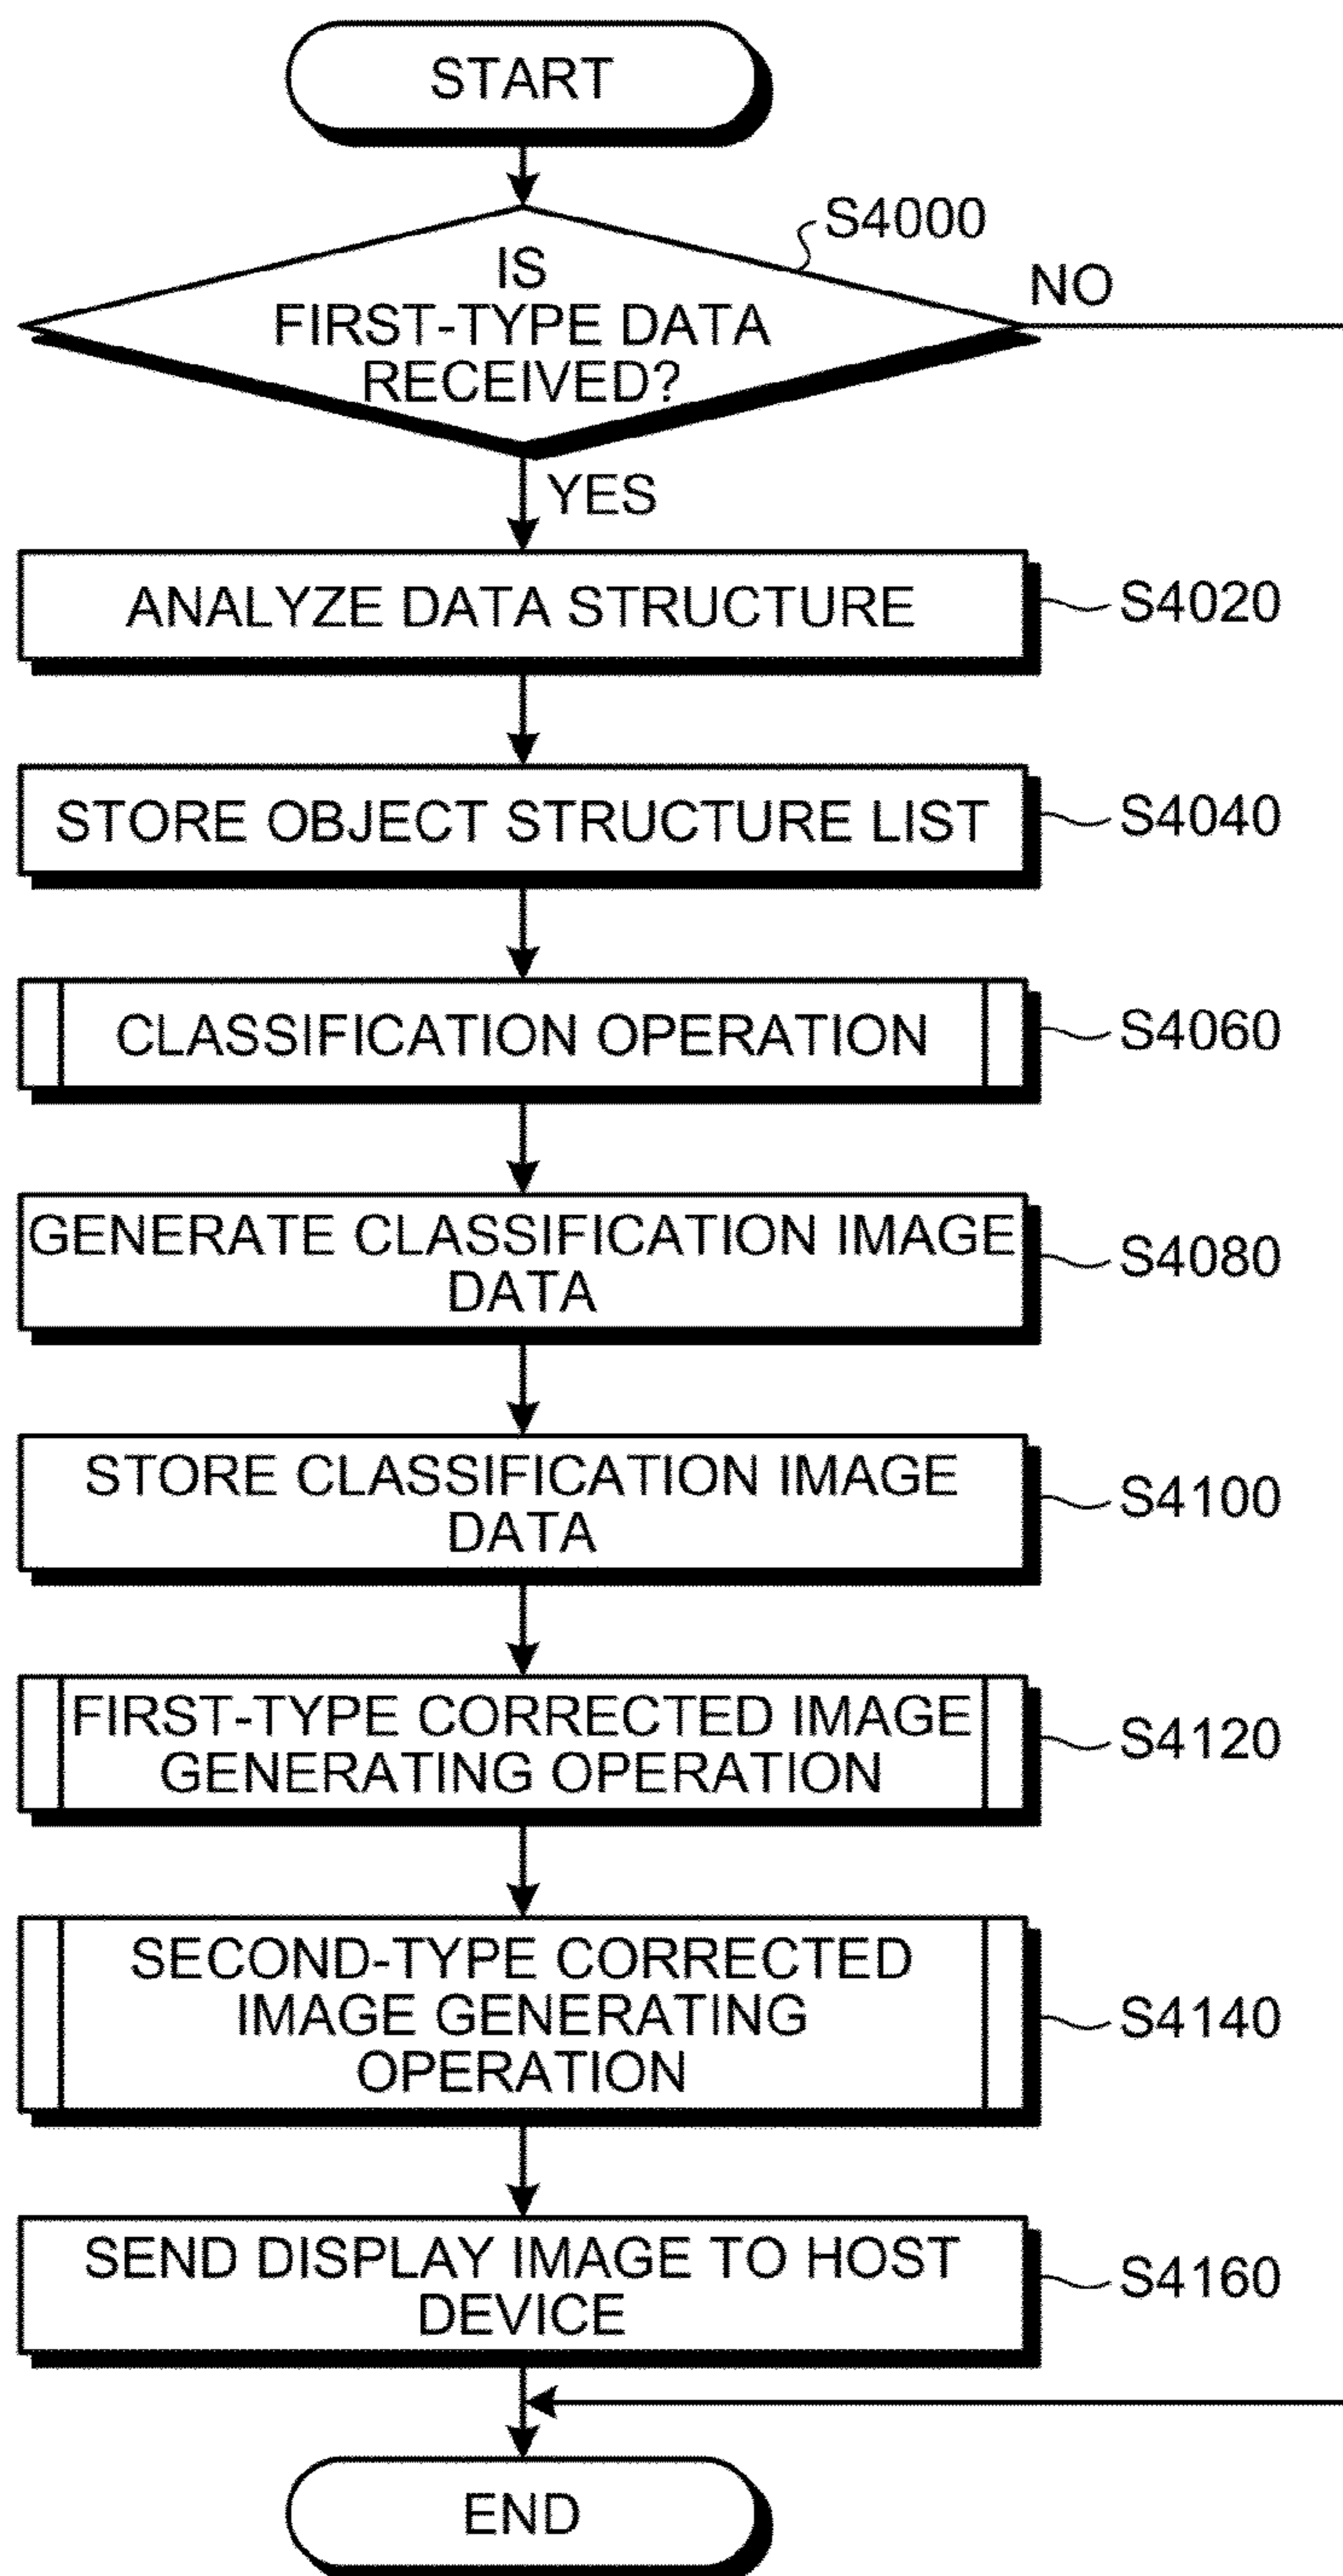 START
S4000
IS
FIRST-TYPE DATA
RECEIVED?
NO
YES
ANALYZE DATA STRUCTURE
S4020
STORE OBJECT STRUCTURE LIST
S4040
CLASSIFICATION OPERATION
S4060
GENERATE CLASSIFICATION IMAGE
DATA
S4080
STORE CLASSIFICATION IMAGE
DATA
S4100
FIRST-TYPE CORRECTED IMAGE
GENERATING OPERATION
S4120
SECOND-TYPE CORRECTED
IMAGE GENERATING
OPERATION
S4140
SEND DISPLAY IMAGE TO HOST
DEVICE
S4160
END